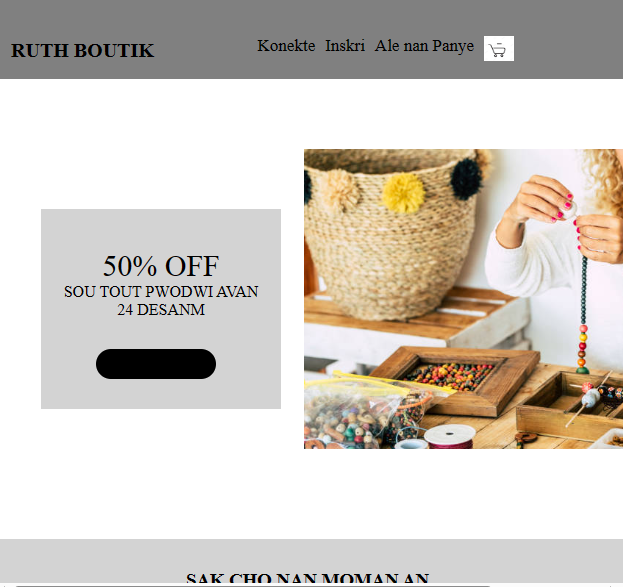 RUTH BOUTIK
Konekte Inskri Ale nan Panye
50% OFF
SOU TOUT PWODWI AVAN
24 DESANM
SAK CHO NAN MOMAN AN